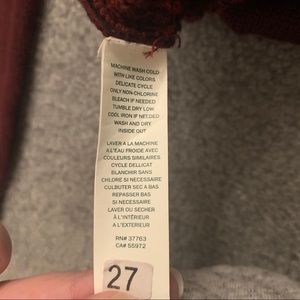 MACHINE WASH COLD
WITH LIKE COLORS
DELICATE CYCLE
ONLY NON-CHLORINE
BLEACH IF NEEDED
TUMBLE DRY LOW
COOL IRON IF NEEDED
WASH AND DRY
INSIDE OUT
LAVER A LA MACHINE
A L'EAU FROIDE AVEC
COULEURS SIMILAIRES
CYCLE DELLICAT
BLANCHIR SANS
CHLORE SI NECESSAIRE
CULBUTER SEC A BAS
REPASSER BAS
SI NECESSAIRE
LAVER OU SECHER
A L'INTÉRIEUR
A L'EXTERIEUR
RN# 37763
CA# 55972
27